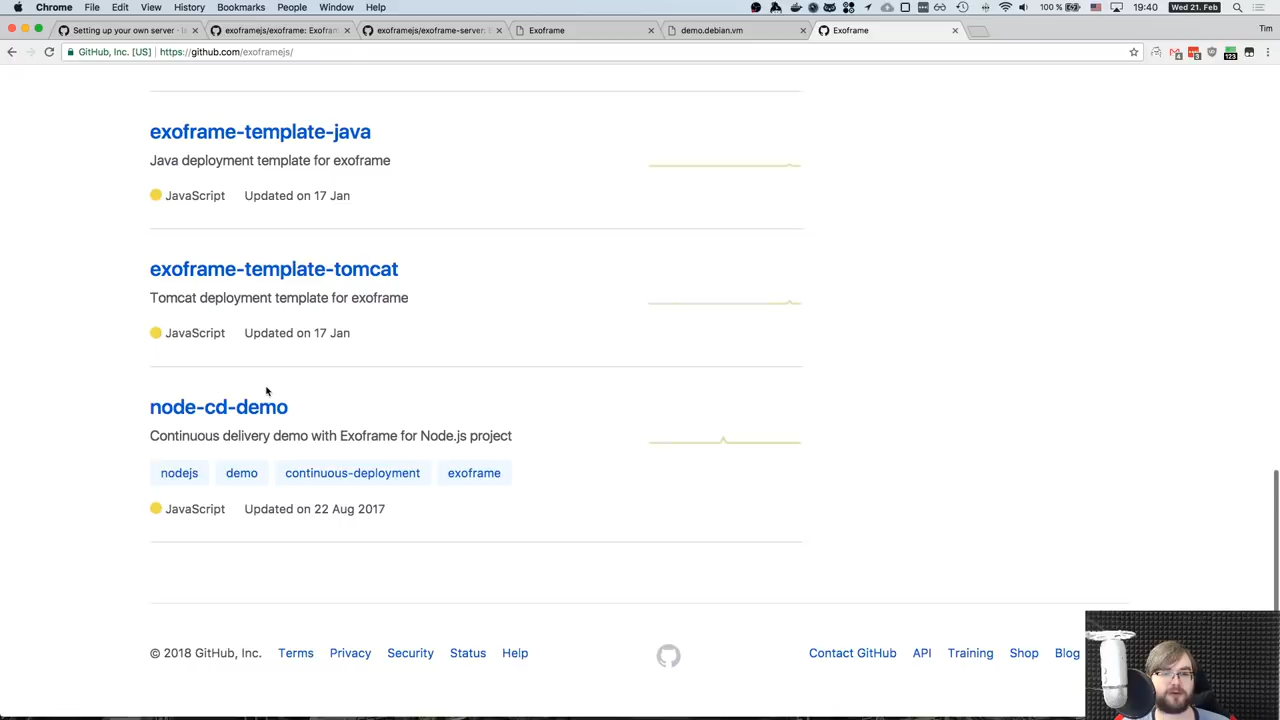 Chrome File Edit View History Bookmarks People Window Help 100 % 19:40 Wed 21. Feb
Setting up your own server - Is
exoframejs/exoframe: Exofram
exoframejs/exoframe-server: E
Exoframe
demo.debian.vm
Exoframe
Tim
GitHub, Inc. [US] https://github.com/exoframejs/
4 3 123
exoframe-template-java
Java deployment template for exoframe
JavaScript Updated on 17 Jan
exoframe-template-tomcat
Tomcat deployment template for exoframe
JavaScript Updated on 17 Jan
node-cd-demo
Continuous delivery demo with Exoframe for Node.js project
nodejs demo continuous-deployment exoframe
JavaScript Updated on 22 Aug 2017
© 2018 GitHub, Inc. Terms Privacy Security Status Help Contact GitHub API Training Shop Blog